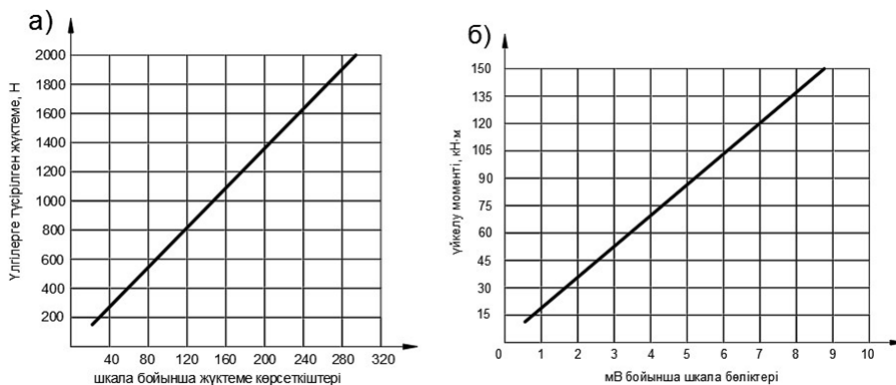 а)
Үлгілерге түсірілген жүктеме, Н
2000
1800
1600
1400
1200
1000
800
600
400
200
40 80 120 160 200 240 280 320
шкала бойынша жүктеме көрсеткіштері
б)
үйкелу моменті, кН·м
150
135
120
105
90
75
60
45
30
15
0 1 2 3 4 5 6 7 8 9 10
мВ бойынша шкала бөліктері